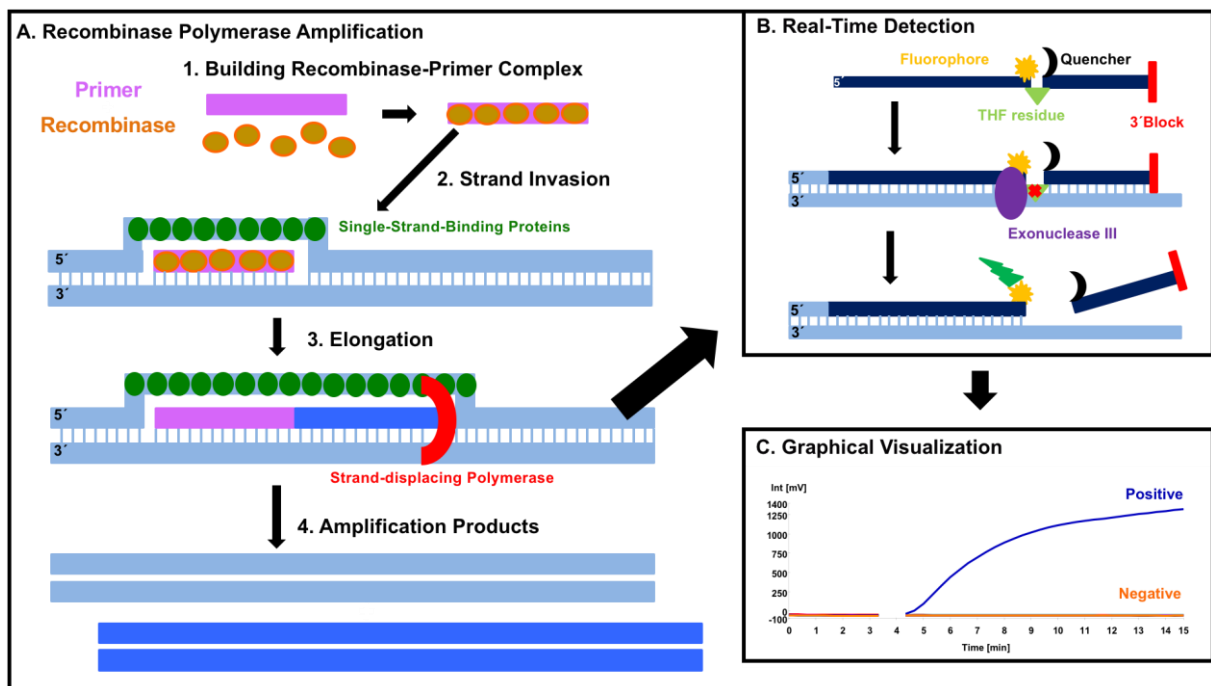 A. Recombinase Polymerase Amplification
1. Building Recombinase-Primer Complex
Primer
Recombinase
2. Strand Invasion
Single-Strand-Binding Proteins
5´
3´
3. Elongation
5´
3´
Strand-displacing Polymerase
4. Amplification Products
B. Real-Time Detection
Fluorophore
Quencher
5´
THF residue
3´Block
5´
3´
Exonuclease III
5´
3´
C. Graphical Visualization
Int [mV]
1400
1250
1000
750
500
250
0
-100
Positive
Negative
0 1 2 3 4 5 6 7 8 9 10 11 12 13 14 15
Time [min]